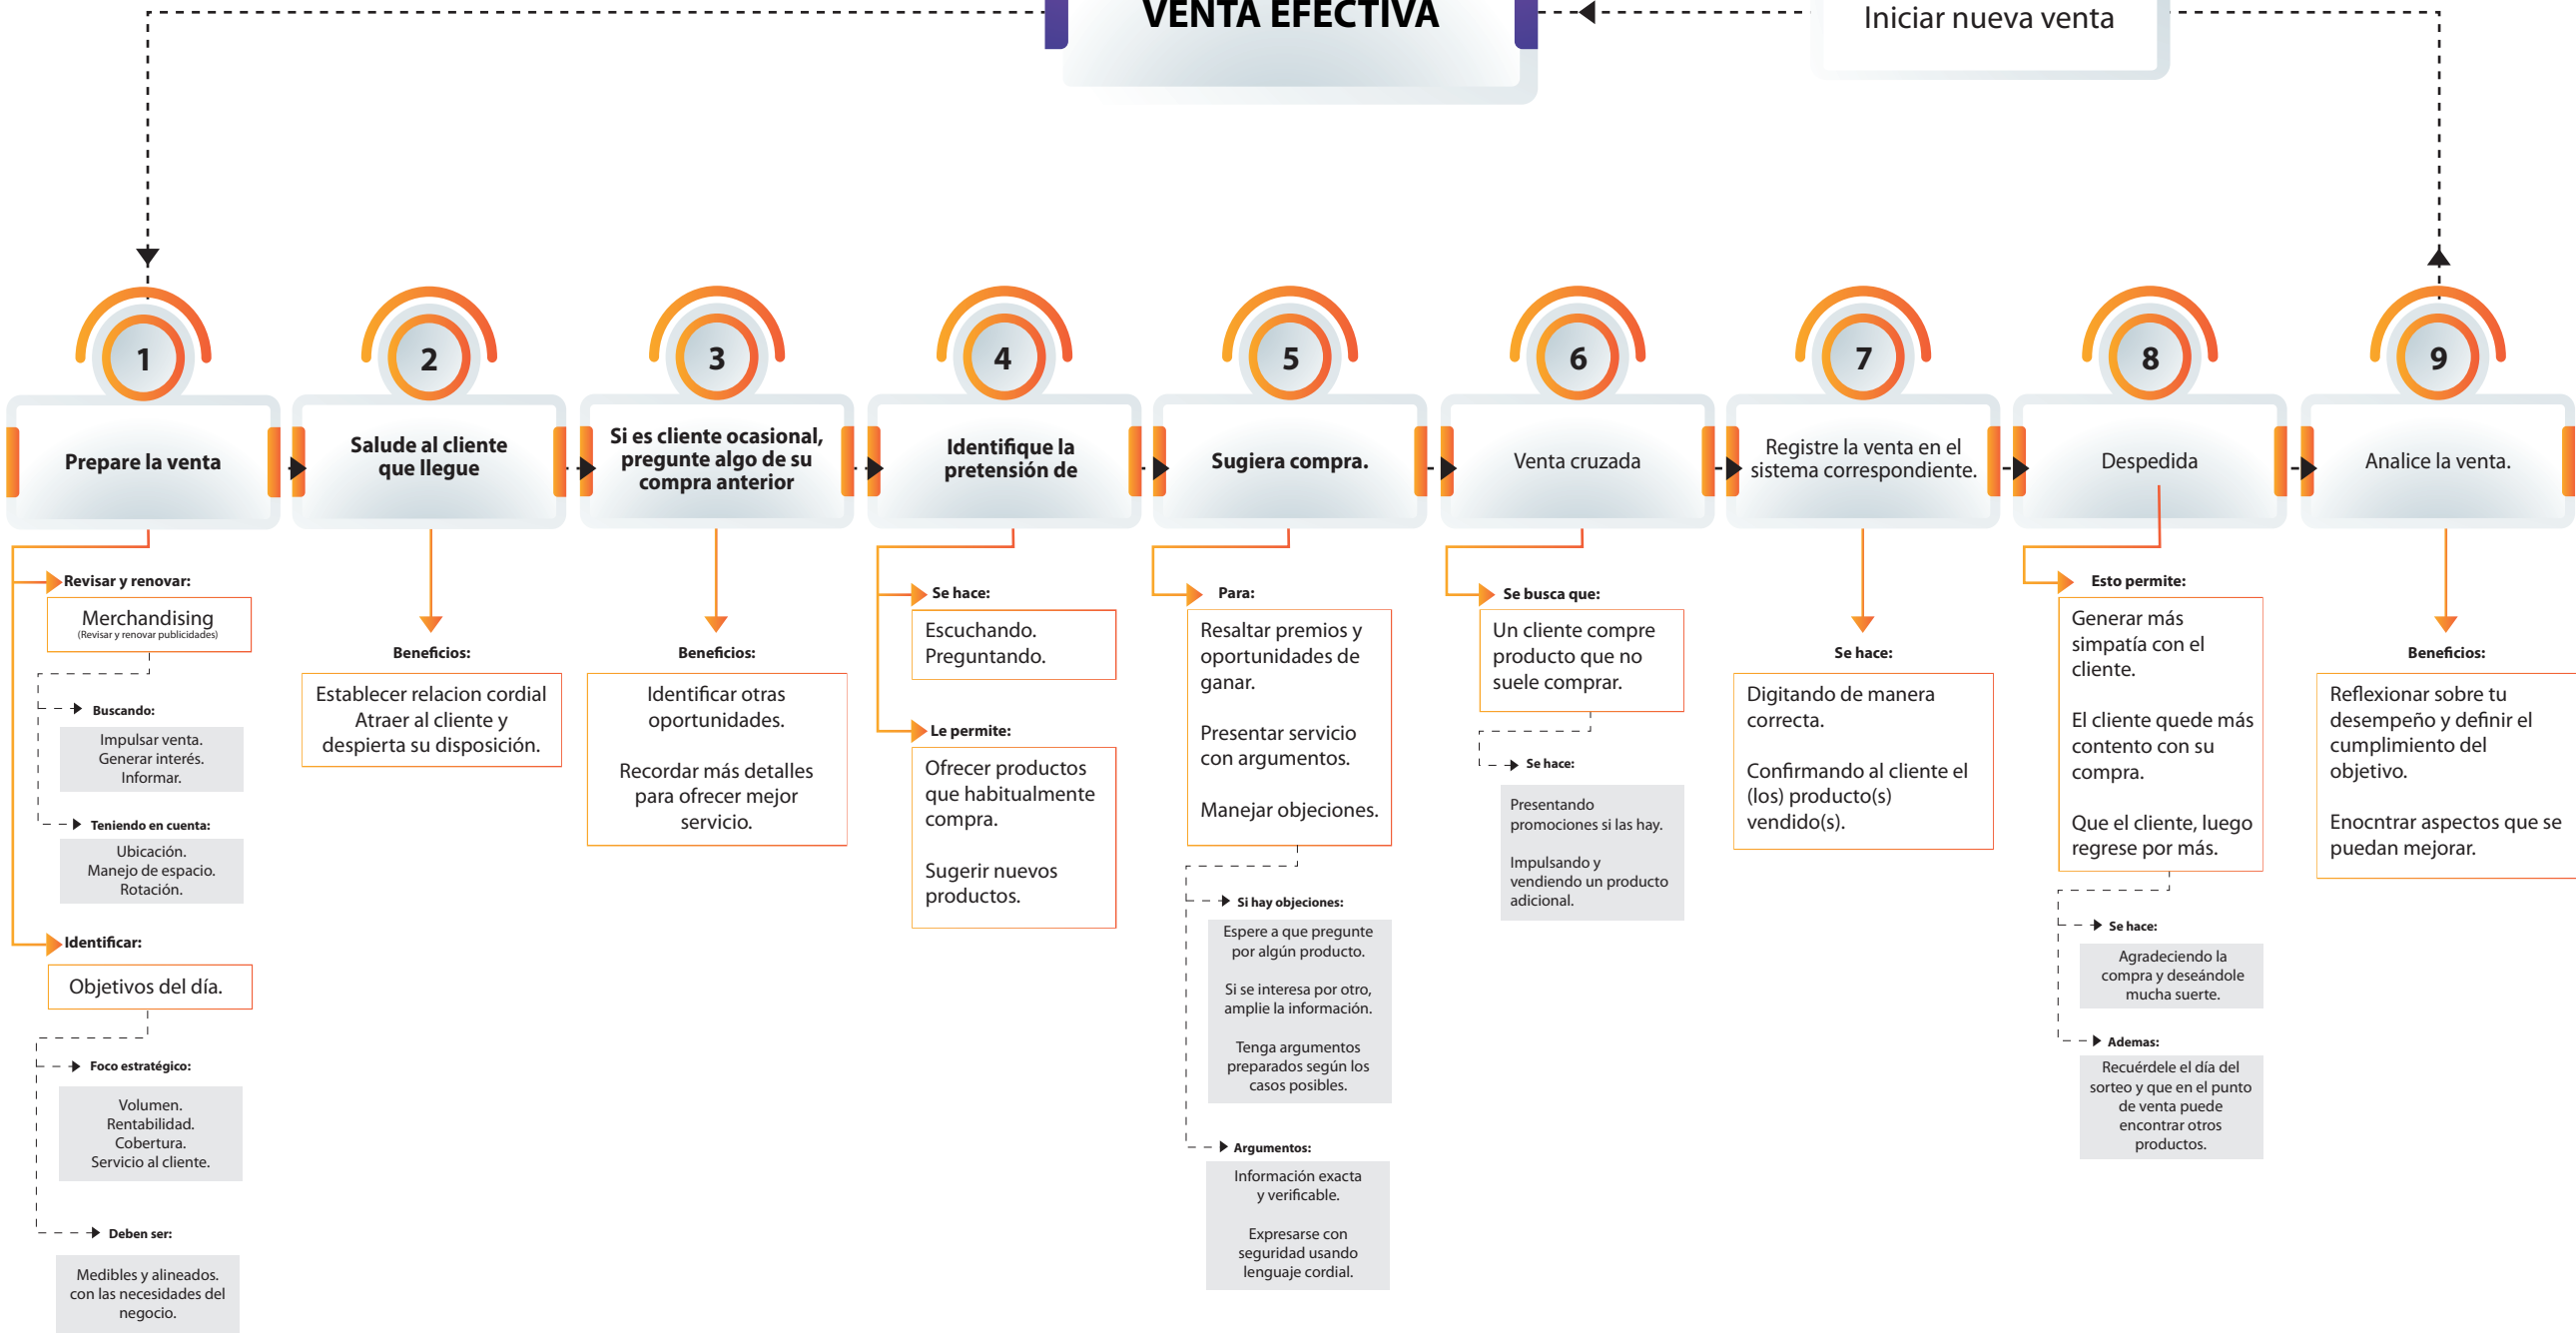 VENTA EFECTIVA
Iniciar nueva venta
1
Prepare la venta
Revisar y renovar:
Merchandising
(Revisar y renovar publicidades)
Buscando:
Impulsar venta.
Generar interés.
Informar.
Teniendo en cuenta:
Ubicación.
Manejo de espacio.
Rotación.
Identificar:
Objetivos del día.
Foco estratégico:
Volumen.
Rentabilidad.
Cobertura.
Servicio al cliente.
Deben ser:
Medibles y alineados.
con las necesidades del
negocio.
2
Salude al cliente
que llegue
Beneficios:
Establecer relacion cordial
Atraer al cliente y
despierta su disposición.
3
Si es cliente ocasional,
pregunte algo de su
compra anterior
Beneficios:
Identificar otras
oportunidades.
Recordar más detalles
para ofrecer mejor
servicio.
4
Identifique la
pretensión de
Se hace:
Escuchando.
Preguntando.
Le permite:
Ofrecer productos
que habitualmente
compra.
Sugerir nuevos
productos.
5
Sugiera compra.
Para:
Resaltar premios y
oportunidades de
ganar.
Presentar servicio
con argumentos.
Manejar objeciones.
Si hay objeciones:
Espere a que pregunte
por algún producto.
Si se interesa por otro,
amplie la información.
Tenga argumentos
preparados según los
casos posibles.
Argumentos:
Información exacta
y verificable.
Expresarse con
seguridad usando
lenguaje cordial.
6
Venta cruzada
Se busca que:
Un cliente compre
producto que no
suele comprar.
Se hace:
Presentando
promociones si las hay.
Impulsando y
vendiendo un producto
adicional.
7
Registre la venta en el
sistema correspondiente.
Se hace:
Digitando de manera
correcta.
Confirmando al cliente el
(los) producto(s)
vendido(s).
8
Despedida
Esto permite:
Generar más
simpatía con el
cliente.
El cliente quede más
contento con su
compra.
Que el cliente, luego
regrese por más.
Se hace:
Agradeciendo la
compra y deseándole
mucha suerte.
Ademas:
Recuérdele el día del
sorteo y que en el punto
de venta puede
encontrar otros
productos.
9
Analice la venta.
Beneficios:
Reflexionar sobre tu
desempeño y definir el
cumplimiento del
objetivo.
Enocntrar aspectos que se
puedan mejorar.